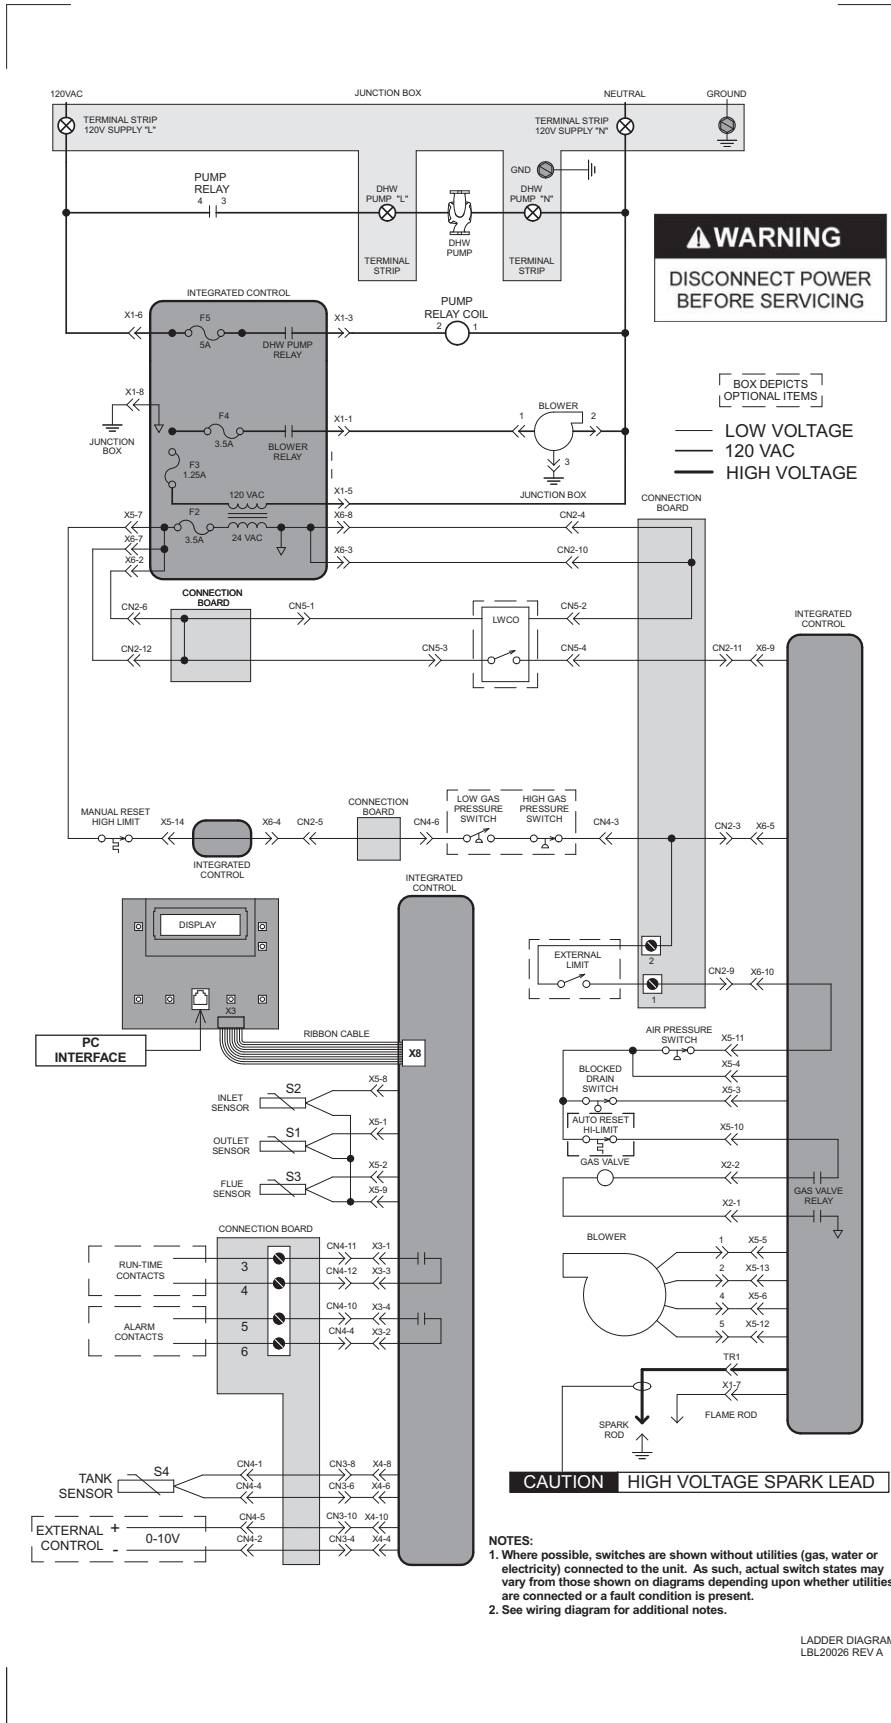 120VAC
JUNCTION BOX
NEUTRAL
GROUND
TERMINAL STRIP
120V SUPPLY "L"
TERMINAL STRIP
120V SUPPLY "N"
GND
PUMP
RELAY
4 3
DHW
PUMP "L"
DHW
PUMP "N"
DHW
PUMP
TERMINAL
STRIP
TERMINAL
STRIP
WARNING
DISCONNECT POWER
BEFORE SERVICING
INTEGRATED CONTROL
X1-6
F5
5A
DHW PUMP
RELAY
X1-3
PUMP
RELAY COIL
2 1
BOX DEPICTS
OPTIONAL ITEMS
LOW VOLTAGE
120 VAC
HIGH VOLTAGE
X1-8
JUNCTION
BOX
F4
3.5A
BLOWER
RELAY
X1-1
BLOWER
1 2
3
F3
1.25A
120 VAC
X1-5
JUNCTION BOX
CONNECTION
BOARD
X5-7
F2
3.5A
24 VAC
X6-8
CN2-4
X6-7
X6-2
X6-3
CN2-10
CONNECTION
BOARD
CN2-6
CN5-1
LWCO
CN5-2
INTEGRATED
CONTROL
CN2-12
CN5-3
CN5-4
CN2-11 X6-9
MANUAL RESET
HIGH LIMIT
X5-14
INTEGRATED
CONTROL
X6-4
CN2-5
CONNECTION
BOARD
CN4-6
LOW GAS
PRESSURE
SWITCH
HIGH GAS
PRESSURE
SWITCH
CN4-3
CN2-3 X6-5
INTEGRATED
CONTROL
DISPLAY
X3
PC
INTERFACE
RIBBON CABLE
X8
EXTERNAL
LIMIT
2
1
CN2-9 X6-10
AIR PRESSURE
SWITCH
X5-11
X5-4
BLOCKED
DRAIN
SWITCH
X5-3
AUTO RESET
HI-LIMIT
X5-10
GAS VALVE
X2-2
GAS VALVE
RELAY
X2-1
INLET
SENSOR
S2
X5-8
OUTLET
SENSOR
S1
X5-1
FLUE
SENSOR
S3
X5-2
X5-9
CONNECTION BOARD
RUN-TIME
CONTACTS
3
CN4-11 X3-1
4
CN4-12 X3-3
ALARM
CONTACTS
5
CN4-10 X3-4
6
CN4-4 X3-2
BLOWER
1 X5-5
2 X5-13
4 X5-6
5 X5-12
TR1
X1-7
SPARK
ROD
FLAME ROD
CAUTION HIGH VOLTAGE SPARK LEAD
TANK
SENSOR
S4
CN4-1
CN3-8 X4-8
CN4-4
CN3-6 X4-6
EXTERNAL
CONTROL
+
-
0-10V
CN4-5
CN3-10 X4-10
CN4-2
CN3-4 X4-4
NOTES:
1. Where possible, switches are shown without utilities (gas, water or
electricity) connected to the unit. As such, actual switch states may
vary from those shown on diagrams depending upon whether utilities
are connected or a fault condition is present.
2. See wiring diagram for additional notes.
LADDER DIAGRAM
LBL20026 REV A